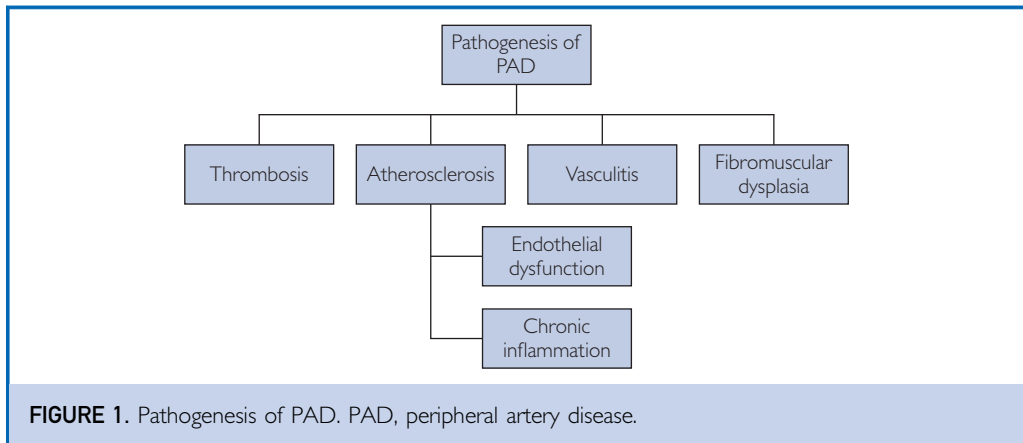 Pathogenesis of
PAD
Thrombosis
Atherosclerosis
Vasculitis
Fibromuscular
dysplasia
Endothelial
dysfunction
Chronic
inflammation
FIGURE 1. Pathogenesis of PAD. PAD, peripheral artery disease.